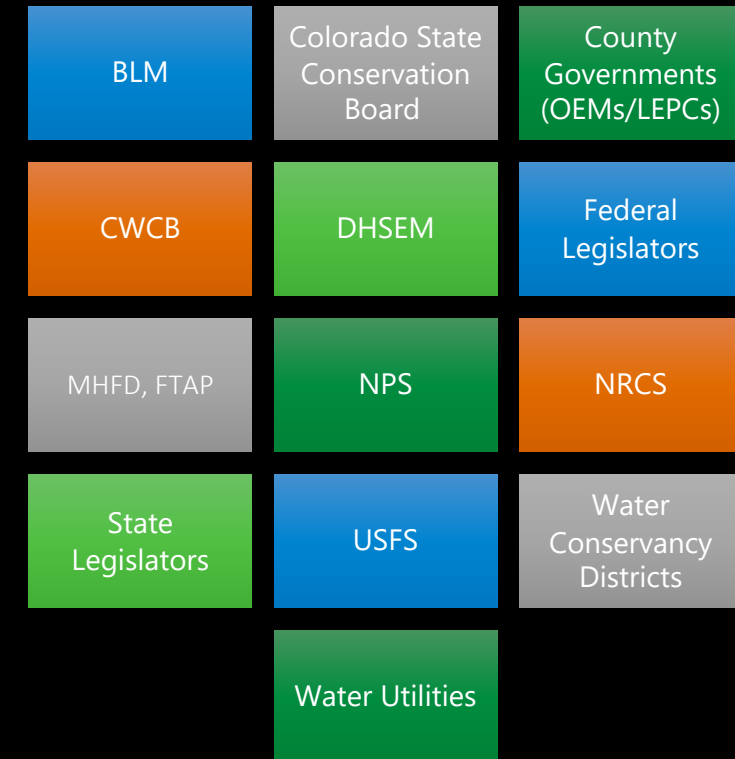 BLM
Colorado State
Conservation
Board
County
Governments
(OEMs/LEPCs)
CWCB
DHSEM
Federal
Legislators
MHFD, FTAP
NPS
NRCS
State
Legislators
USFS
Water
Conservancy
Districts
Water Utilities